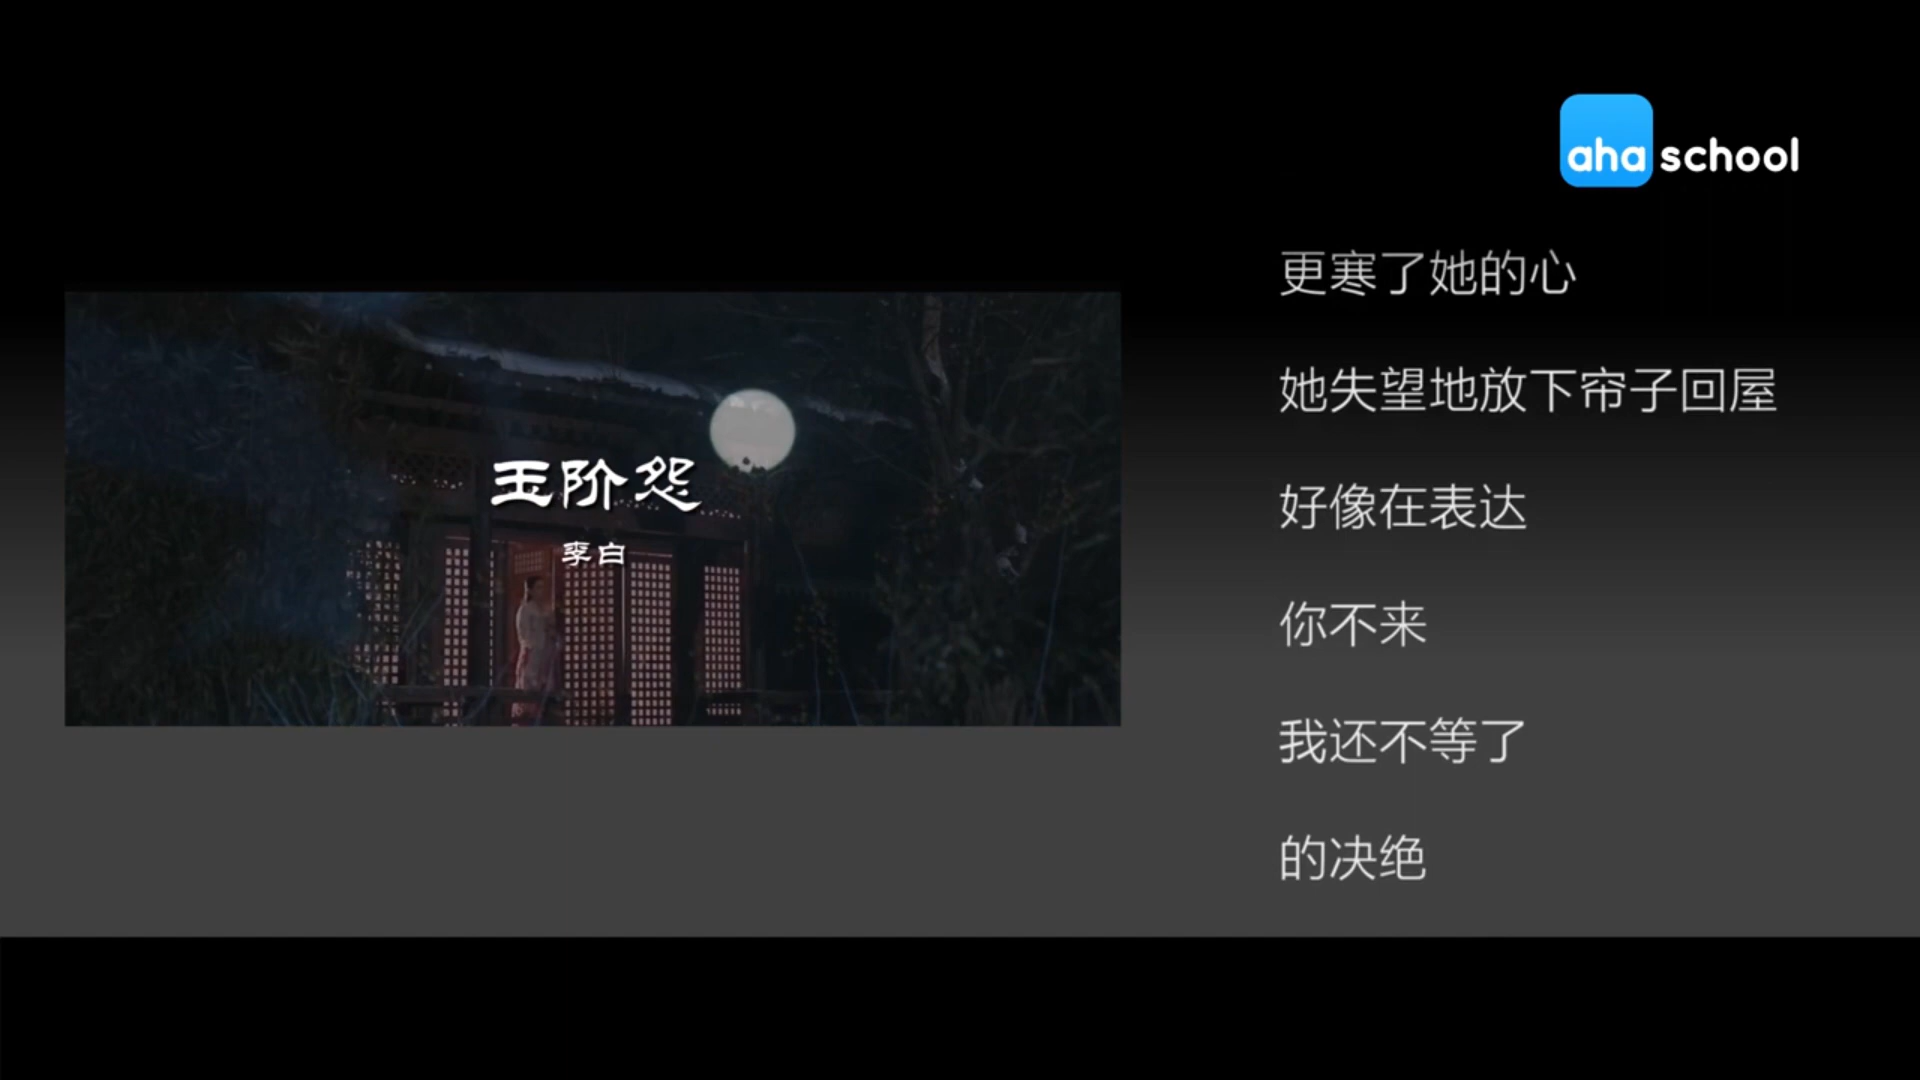 aha school
玉阶怨
李白
更寒了她的心
她失望地放下帘子回屋
好像在表达
你不来
我还不等了
的决绝